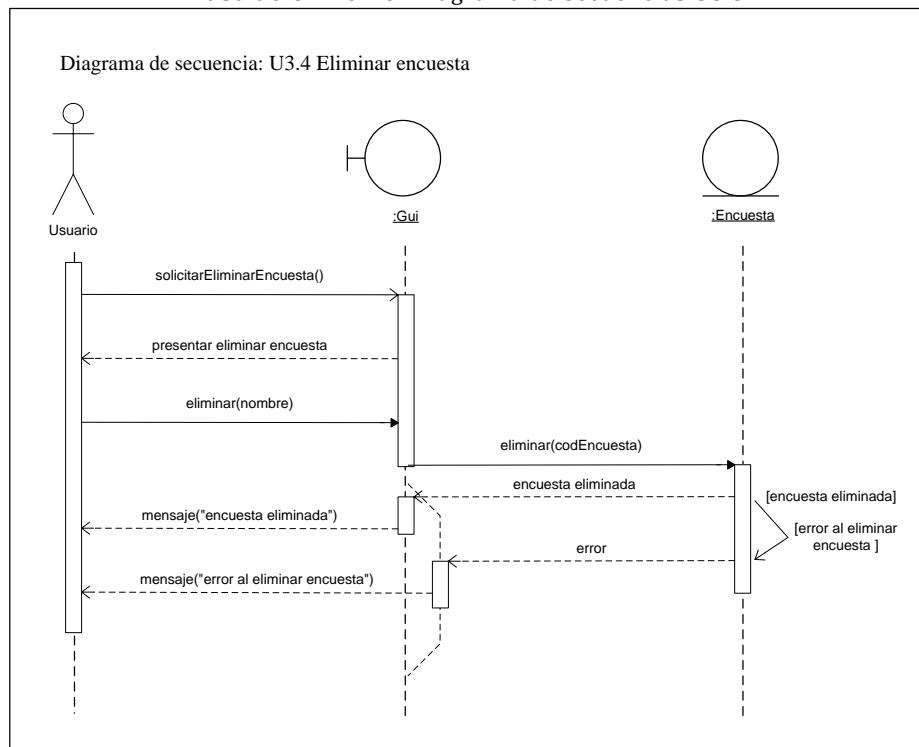 Diagrama de secuencia: U3.4 Eliminar encuesta
Usuario
:Gui
:Encuesta
solicitarEliminarEncuesta()
presentar eliminar encuesta
eliminar(nombre)
eliminar(codEncuesta)
encuesta eliminada
[encuesta eliminada]
mensaje("encuesta eliminada")
[error al eliminar
encuesta ]
error
mensaje("error al eliminar encuesta")